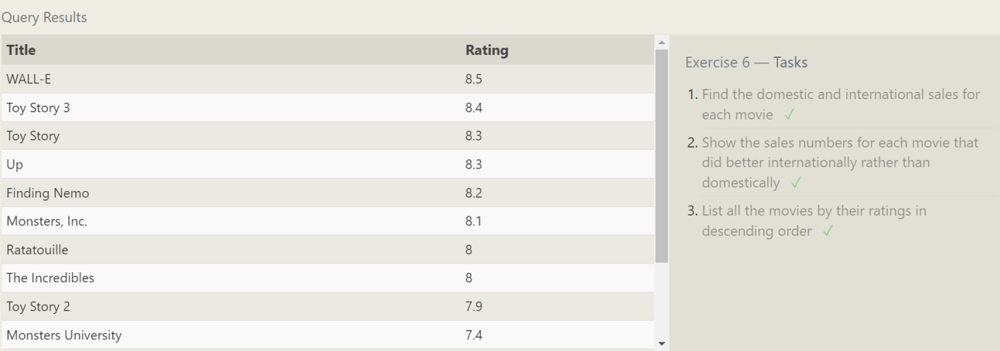 Query Results
Title Rating
WALL-E 8.5
Toy Story 3 8.4
Toy Story 8.3
Up 8.3
Finding Nemo 8.2
Monsters, Inc. 8.1
Ratatouille 8
The Incredibles 8
Toy Story 2 7.9
Monsters University 7.4
Exercise 6 — Tasks
1. Find the domestic and international sales for
each movie ✓
2. Show the sales numbers for each movie that
did better internationally rather than
domestically ✓
3. List all the movies by their ratings in
descending order ✓